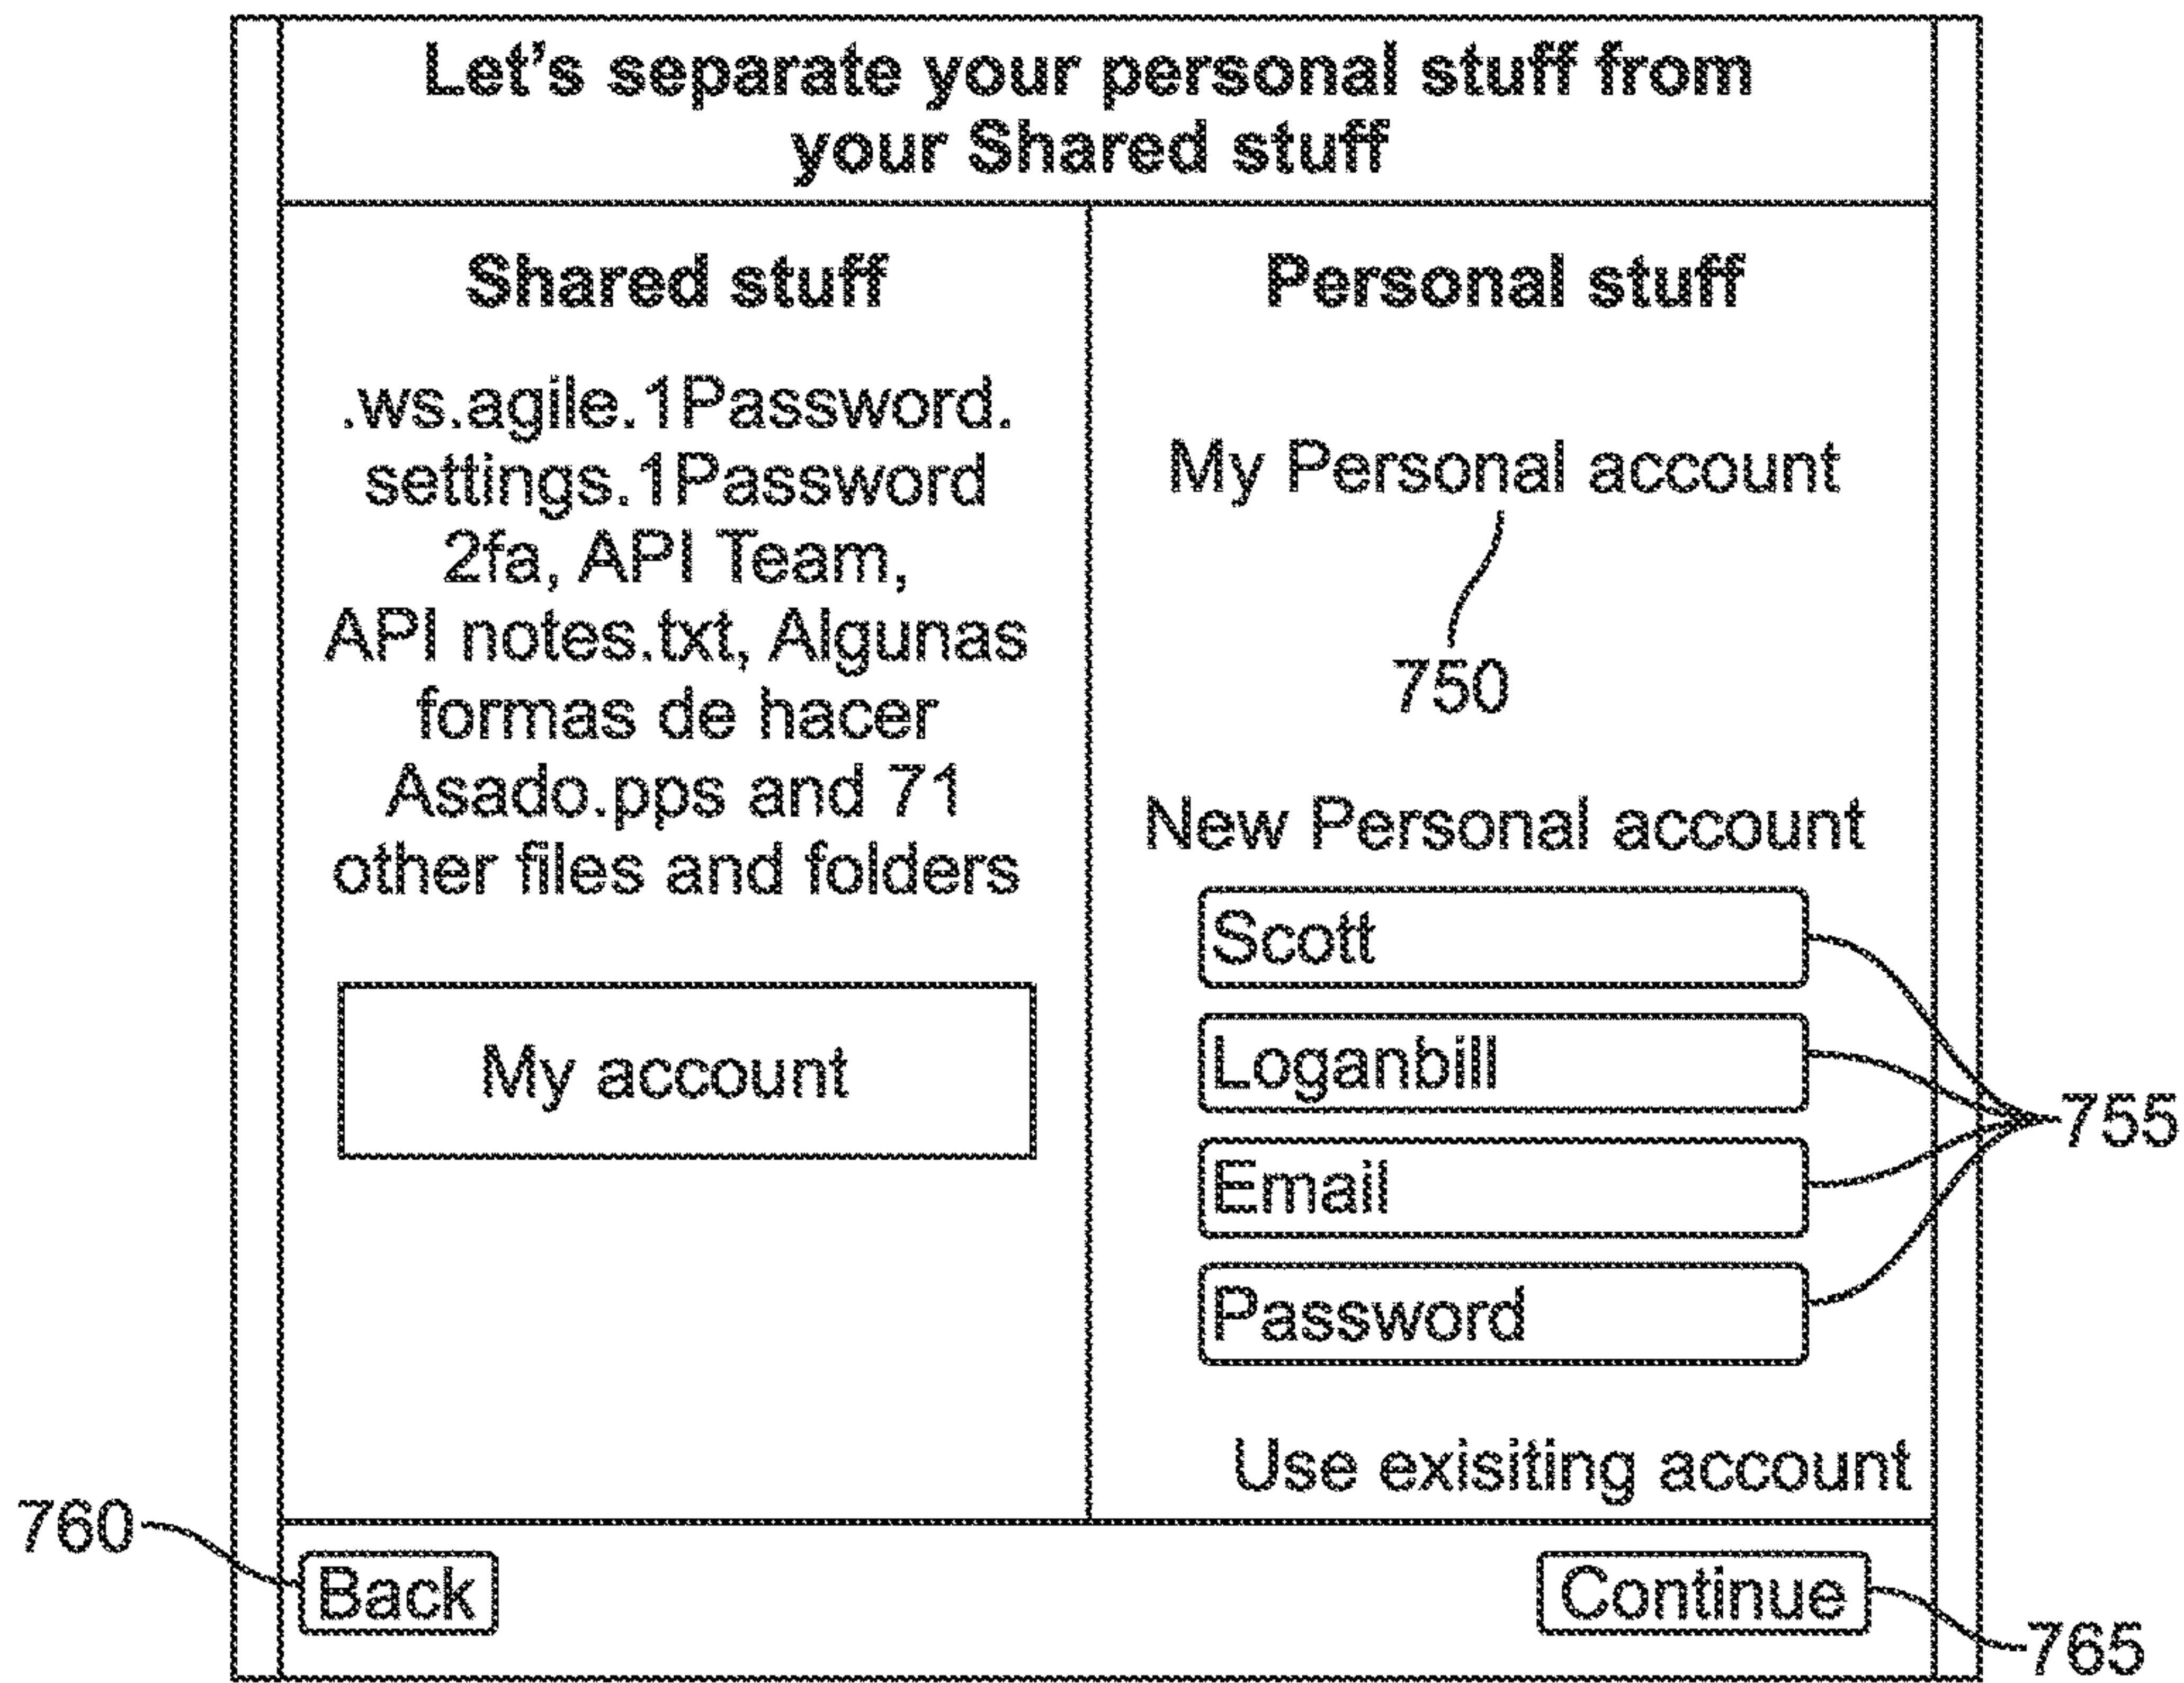 Let's separate your personal stuff from
your Shared stuff
Shared stuff
.ws.agile.1Password.
settings.1Password
2fa, API Team,
API notes.txt, Algunas
formas de hacer
Asado.pps and 71
other files and folders
My account
Personal stuff
My Personal account
750
New Personal account
Scott
Loganbill
Email
Password
755
Use exisiting account
760
Back
Continue
765